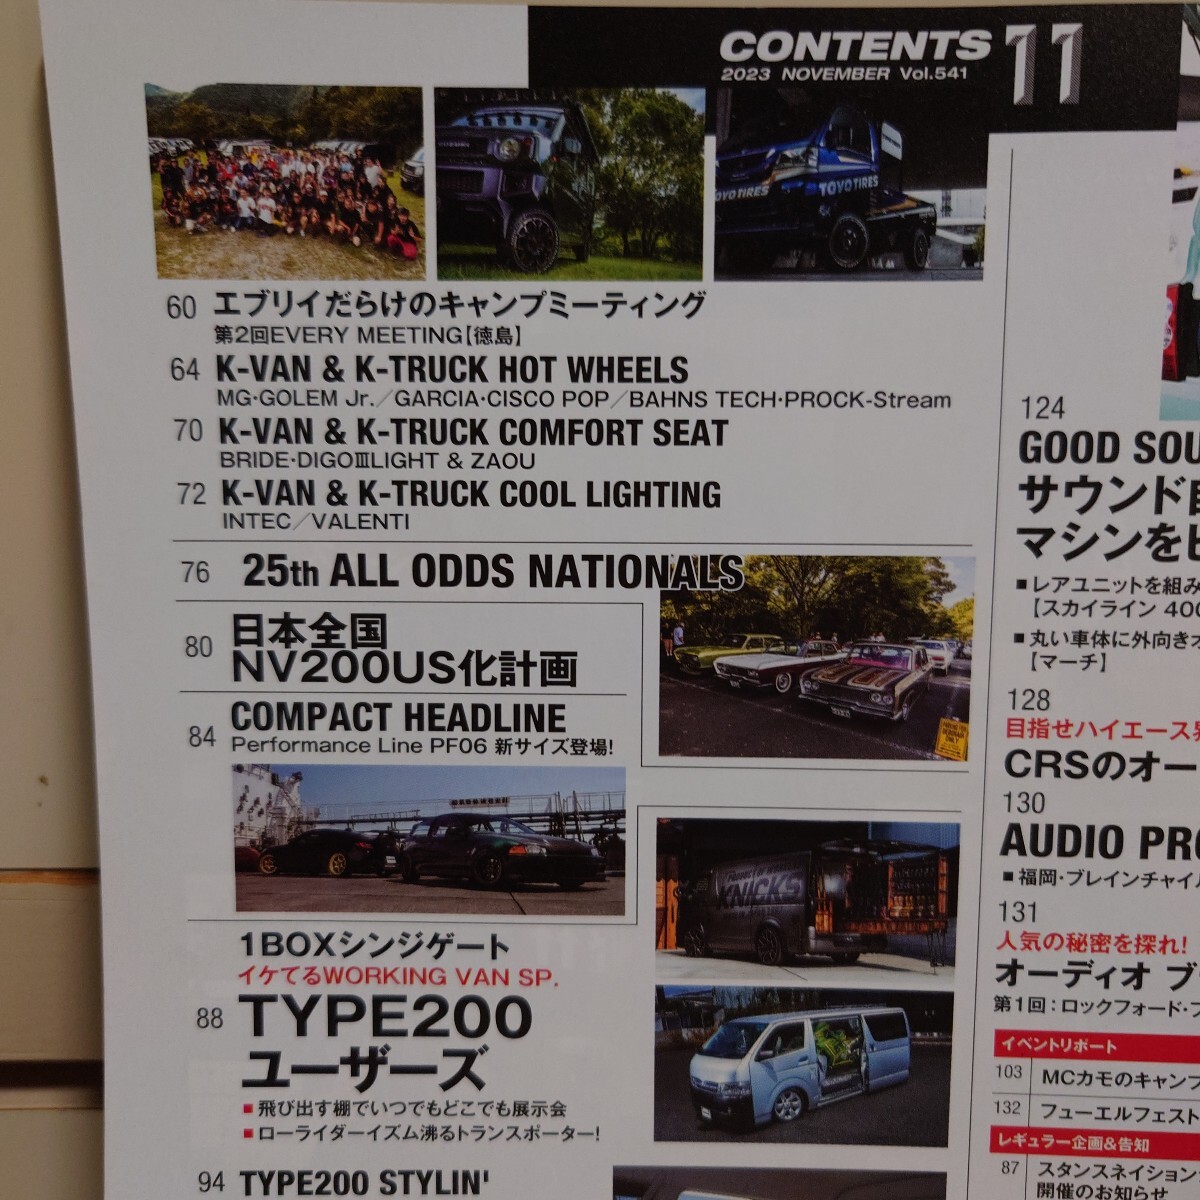 CONTENTS 11
2023 NOVEMBER Vol.541
TOYO TIRES
60 エブリイだらけのキャンプミーティング
第2回EVERY MEETING【徳島】
64 K-VAN & K-TRUCK HOT WHEELS
MG・GOLEM Jr.／GARCIA・CISCO POP／BAHNS TECH・PROCK-Stream
70 K-VAN & K-TRUCK COMFORT SEAT
BRIDE・DIGOⅢLIGHT & ZAOU
72 K-VAN & K-TRUCK COOL LIGHTING
INTEC／VALENTI
76 25th ALL ODDS NATIONALS
80 日本全国
NV200US化計画
84 COMPACT HEADLINE
Performance Line PF06 新サイズ登場!
KNICKS
1BOXシンジゲート
イケてるWORKING VAN SP.
88 TYPE200
ユーザーズ
■飛び出す棚でいつでもどこでも展示会
■ローライダーイズム沸るトランスポーター!
94 TYPE200 STYLIN'
124
GOOD SOU
サウンド
マシンを
■レアユニットを組み
【スカイライン 400
■丸い車体に外向き
【マーチ】
128
目指せハイエース
CRSのオー
130
AUDIO PRO
■福岡・ブレインチャイル
131
人気の秘密を探れ!
オーディオ ブ
第1回：ロックフォード・フ
イベントリポート
103 MCカモのキャンプ
132 フューエルフェスト
レギュラー企画&告知
87 スタンスネイション
開催のお知らせ